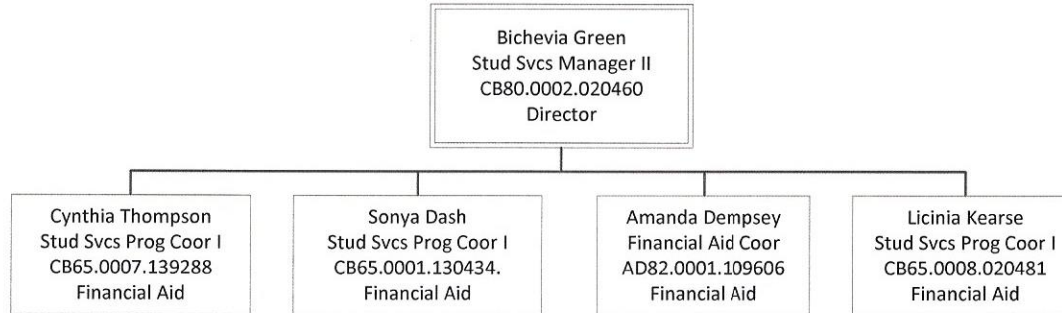 Bichevia Green
Stud Svcs Manager II
CB80.0002.020460
Director
Cynthia Thompson
Stud Svcs Prog Coor I
CB65.0007.139288
Financial Aid
Sonya Dash
Stud Svcs Prog Coor I
CB65.0001.130434.
Financial Aid
Amanda Dempsey
Financial Aid Coor
AD82.0001.109606
Financial Aid
Licinia Kearse
Stud Svcs Prog Coor I
CB65.0008.020481
Financial Aid